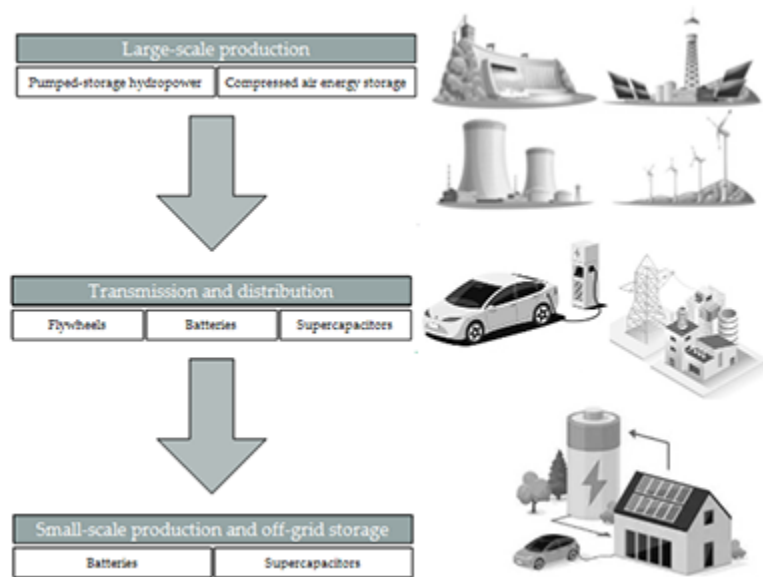 Large-scale production
Pumped-storage hydropower
Compressed air energy storage
Transmission and distribution
Flywheels
Batteries
Supercapacitors
Small-scale production and off-grid storage
Batteries
Supercapacitors